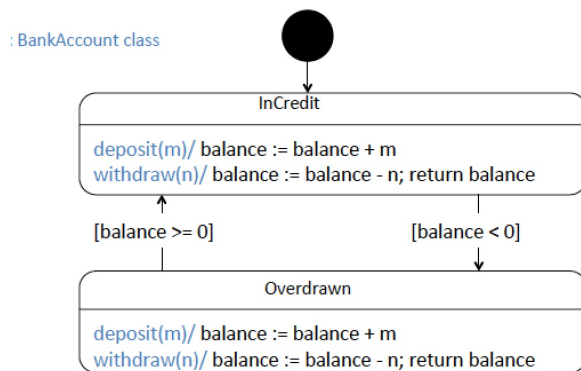 : BankAccount class
InCredit
deposit(m)/ balance := balance + m
withdraw(n)/ balance := balance - n; return balance
[balance >= 0]
[balance < 0]
Overdrawn
deposit(m)/ balance := balance + m
withdraw(n)/ balance := balance - n; return balance